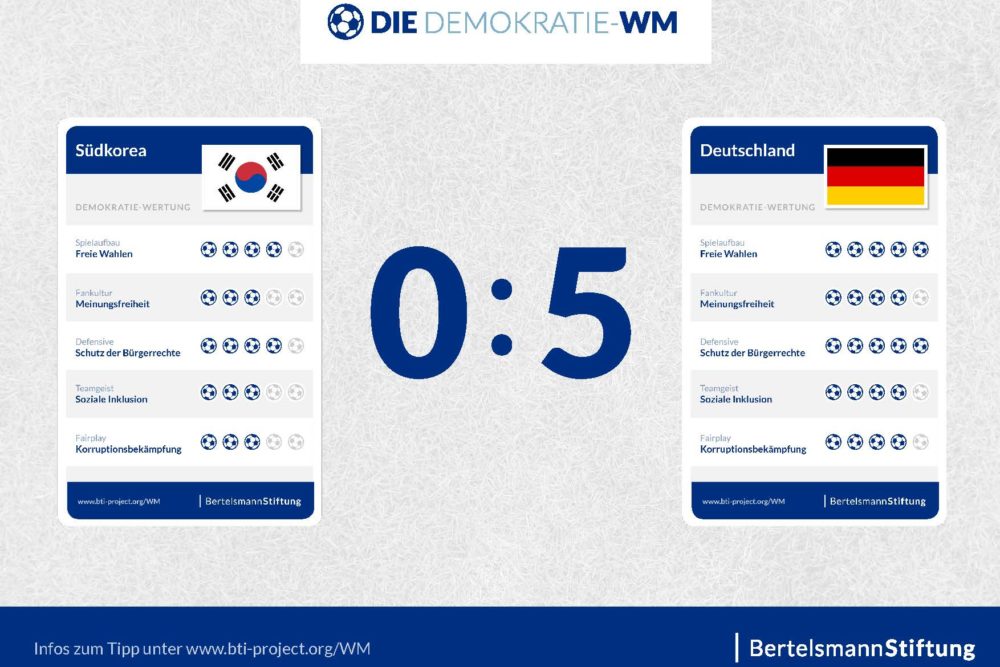 DIE DEMOKRATIE-WM
Südkorea
DEMOKRATIE-WERTUNG
Spielaufbau
Freie Wahlen
Fankultur
Meinungsfreiheit
Defensive
Schutz der Bürgerrechte
Teamgeist
Soziale Inklusion
Fairplay
Korruptionsbekämpfung
www.bti-project.org/WM
BertelsmannStiftung
0:5
Deutschland
DEMOKRATIE-WERTUNG
Spielaufbau
Freie Wahlen
Fankultur
Meinungsfreiheit
Defensive
Schutz der Bürgerrechte
Teamgeist
Soziale Inklusion
Fairplay
Korruptionsbekämpfung
www.bti-project.org/WM
BertelsmannStiftung
Infos zum Tipp unter www.bti-project.org/WM
BertelsmannStiftung